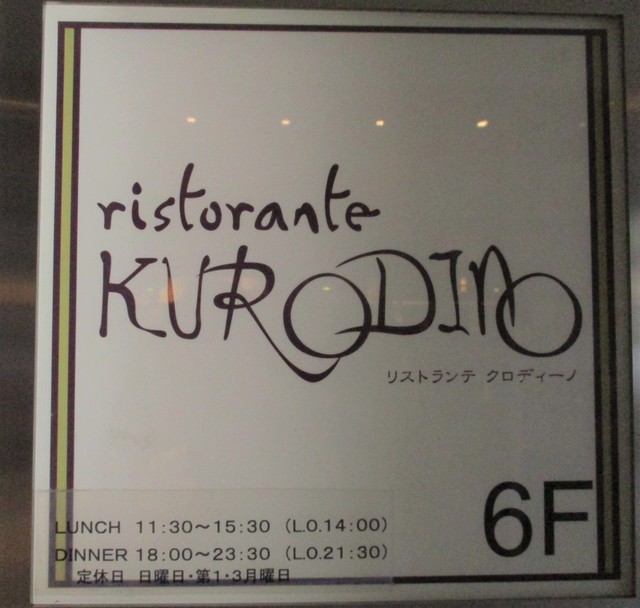 ristorante
KURODINO
リストランテ クロディーノ
6F
LUNCH 11:30～15:30 (L.O.14:00)
DINNER 18:00～23:30 (L.O.21:30)
定休日 日曜日・第1・3月曜日